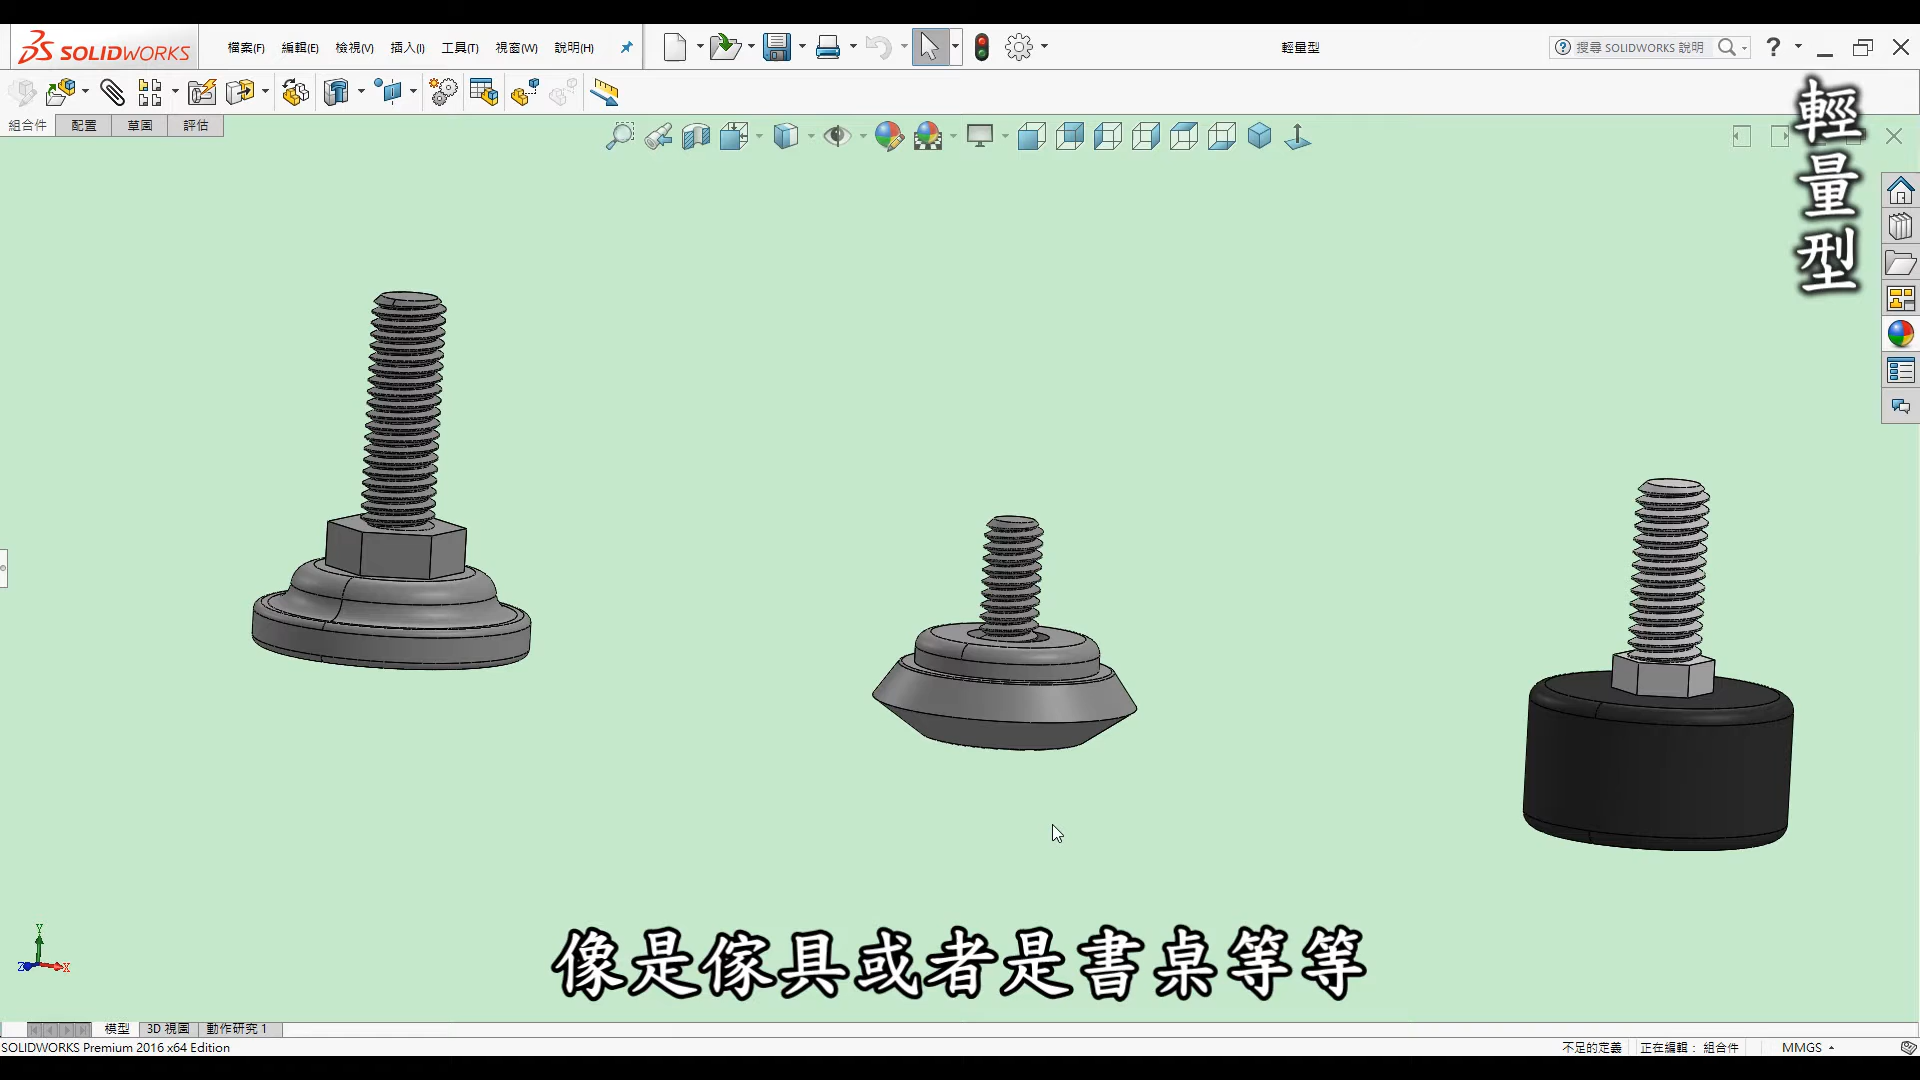 SOLIDWORKS
檔案(F) 編輯(E) 檢視(V) 插入(I) 工具(T) 視窗(W) 說明(H)
輕量型
搜尋 SOLIDWORKS 說明
組合件 配置 草圖 評估
輕量型
像是傢具或者是書桌等等
Y
Z X
模型 3D 視圖 動作研究 1
SOLIDWORKS Premium 2016 x64 Edition
不足的定義 正在編輯： 組合件 MMGS